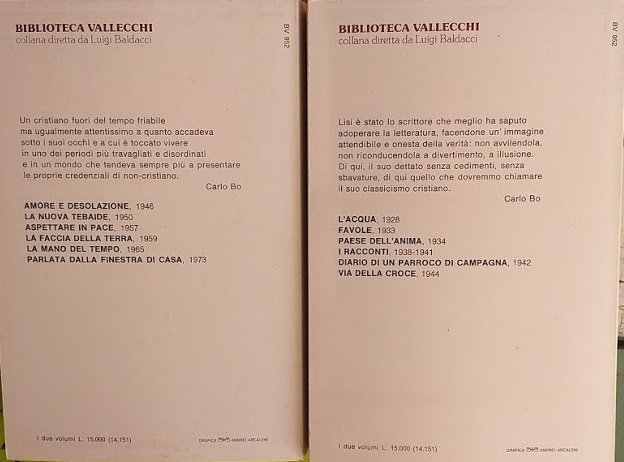 BIBLIOTECA VALLECCHI
collana diretta da Luigi Baldacci
BV 952
Un cristiano fuori del tempo friabile
ma ugualmente attentissimo a quanto accadeva
sotto i suoi occhi e a cui è toccato vivere
in uno dei periodi più travagliati e disordinati
e in un mondo che tendeva sempre più a presentare
le proprie credenziali di non-cristiano.
Carlo Bo
AMORE E DESOLAZIONE, 1946
LA NUOVA TEBAIDE, 1950
ASPETTARE IN PACE, 1957
LA FACCIA DELLA TERRA, 1959
LA MANO DEL TEMPO, 1965
PARLATA DALLA FINESTRA DI CASA, 1973
I due volumi L. 15.000 (14.151)
GRAFICA ANDREI-ARCALENI
BIBLIOTECA VALLECCHI
collana diretta da Luigi Baldacci
BV 952
Lisi è stato lo scrittore che meglio ha saputo
adoperare la letteratura, facendone un' immagine
attendibile e onesta della verità: non avvilendola,
non riconducendola a divertimento, a illusione.
Di qui, il suo dettato senza cedimenti, senza
sbavature, di qui quello che dovremmo chiamare
il suo classicismo cristiano.
Carlo Bo
L'ACQUA, 1928
FAVOLE, 1933
PAESE DELL'ANIMA, 1934
I RACCONTI, 1938-1941
DIARIO DI UN PARROCO DI CAMPAGNA, 1942
VIA DELLA CROCE, 1944
I due volumi L. 15.000 (14.151)
GRAFICA ANDREI-ARCALENI